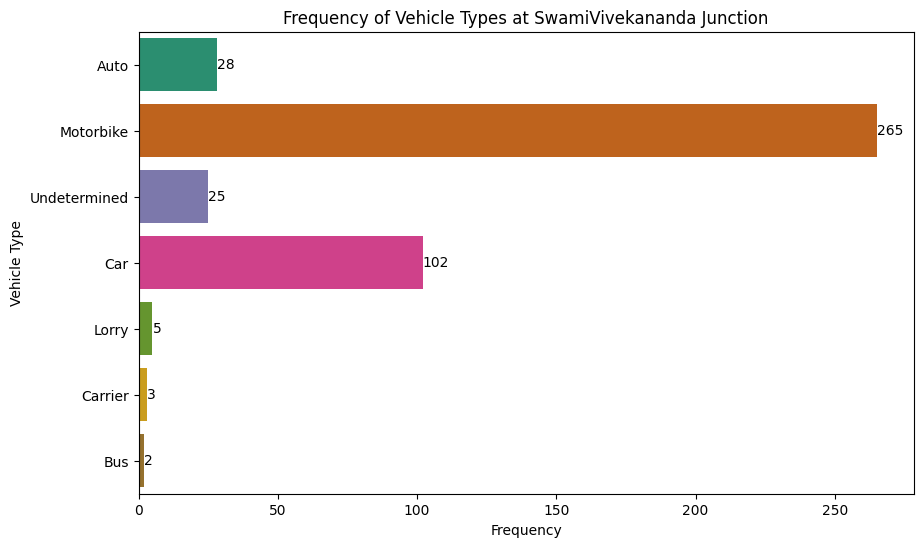 Frequency of Vehicle Types at SwamiVivekananda Junction
Vehicle Type
Auto 28
Motorbike 265
Undetermined 25
Car 102
Lorry 5
Carrier 3
Bus 2
0 50 100 150 200 250
Frequency